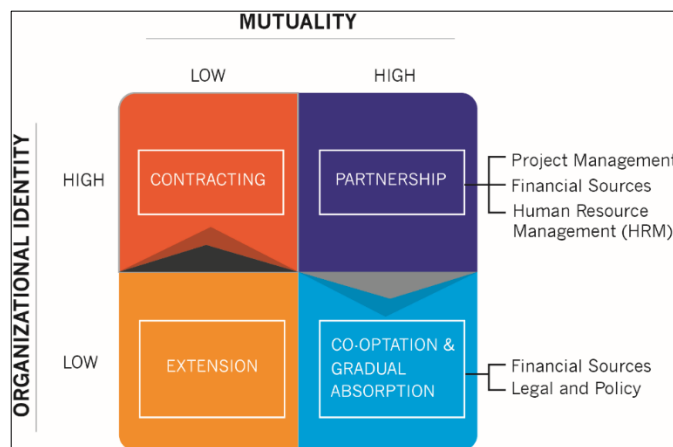 MUTUALITY
LOW
HIGH
ORGANIZATIONAL IDENTITY
HIGH
CONTRACTING
PARTNERSHIP
Project Management
Financial Sources
Human Resource
Management (HRM)
LOW
EXTENSION
CO-OPTATION &
GRADUAL
ABSORPTION
Financial Sources
Legal and Policy